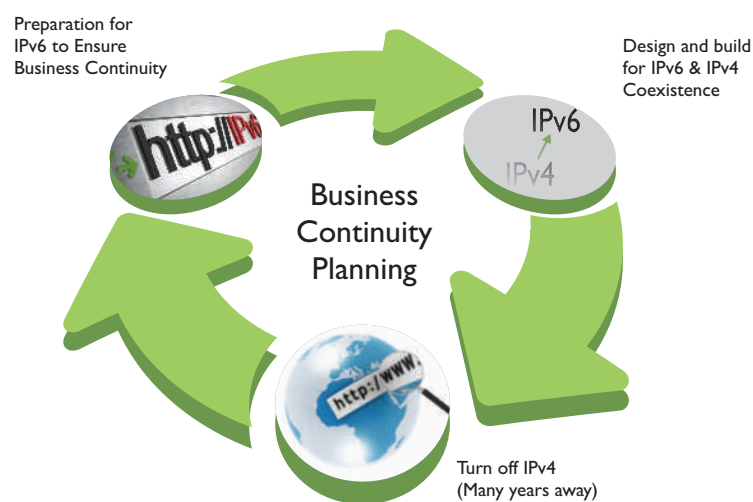 Preparation for
IPv6 to Ensure
Business Continuity
Design and build
for IPv6 & IPv4
Coexistence
http://IPv6
IPv6
IPv4
Business
Continuity
Planning
http:/WWW.
Turn off IPv4
(Many years away)